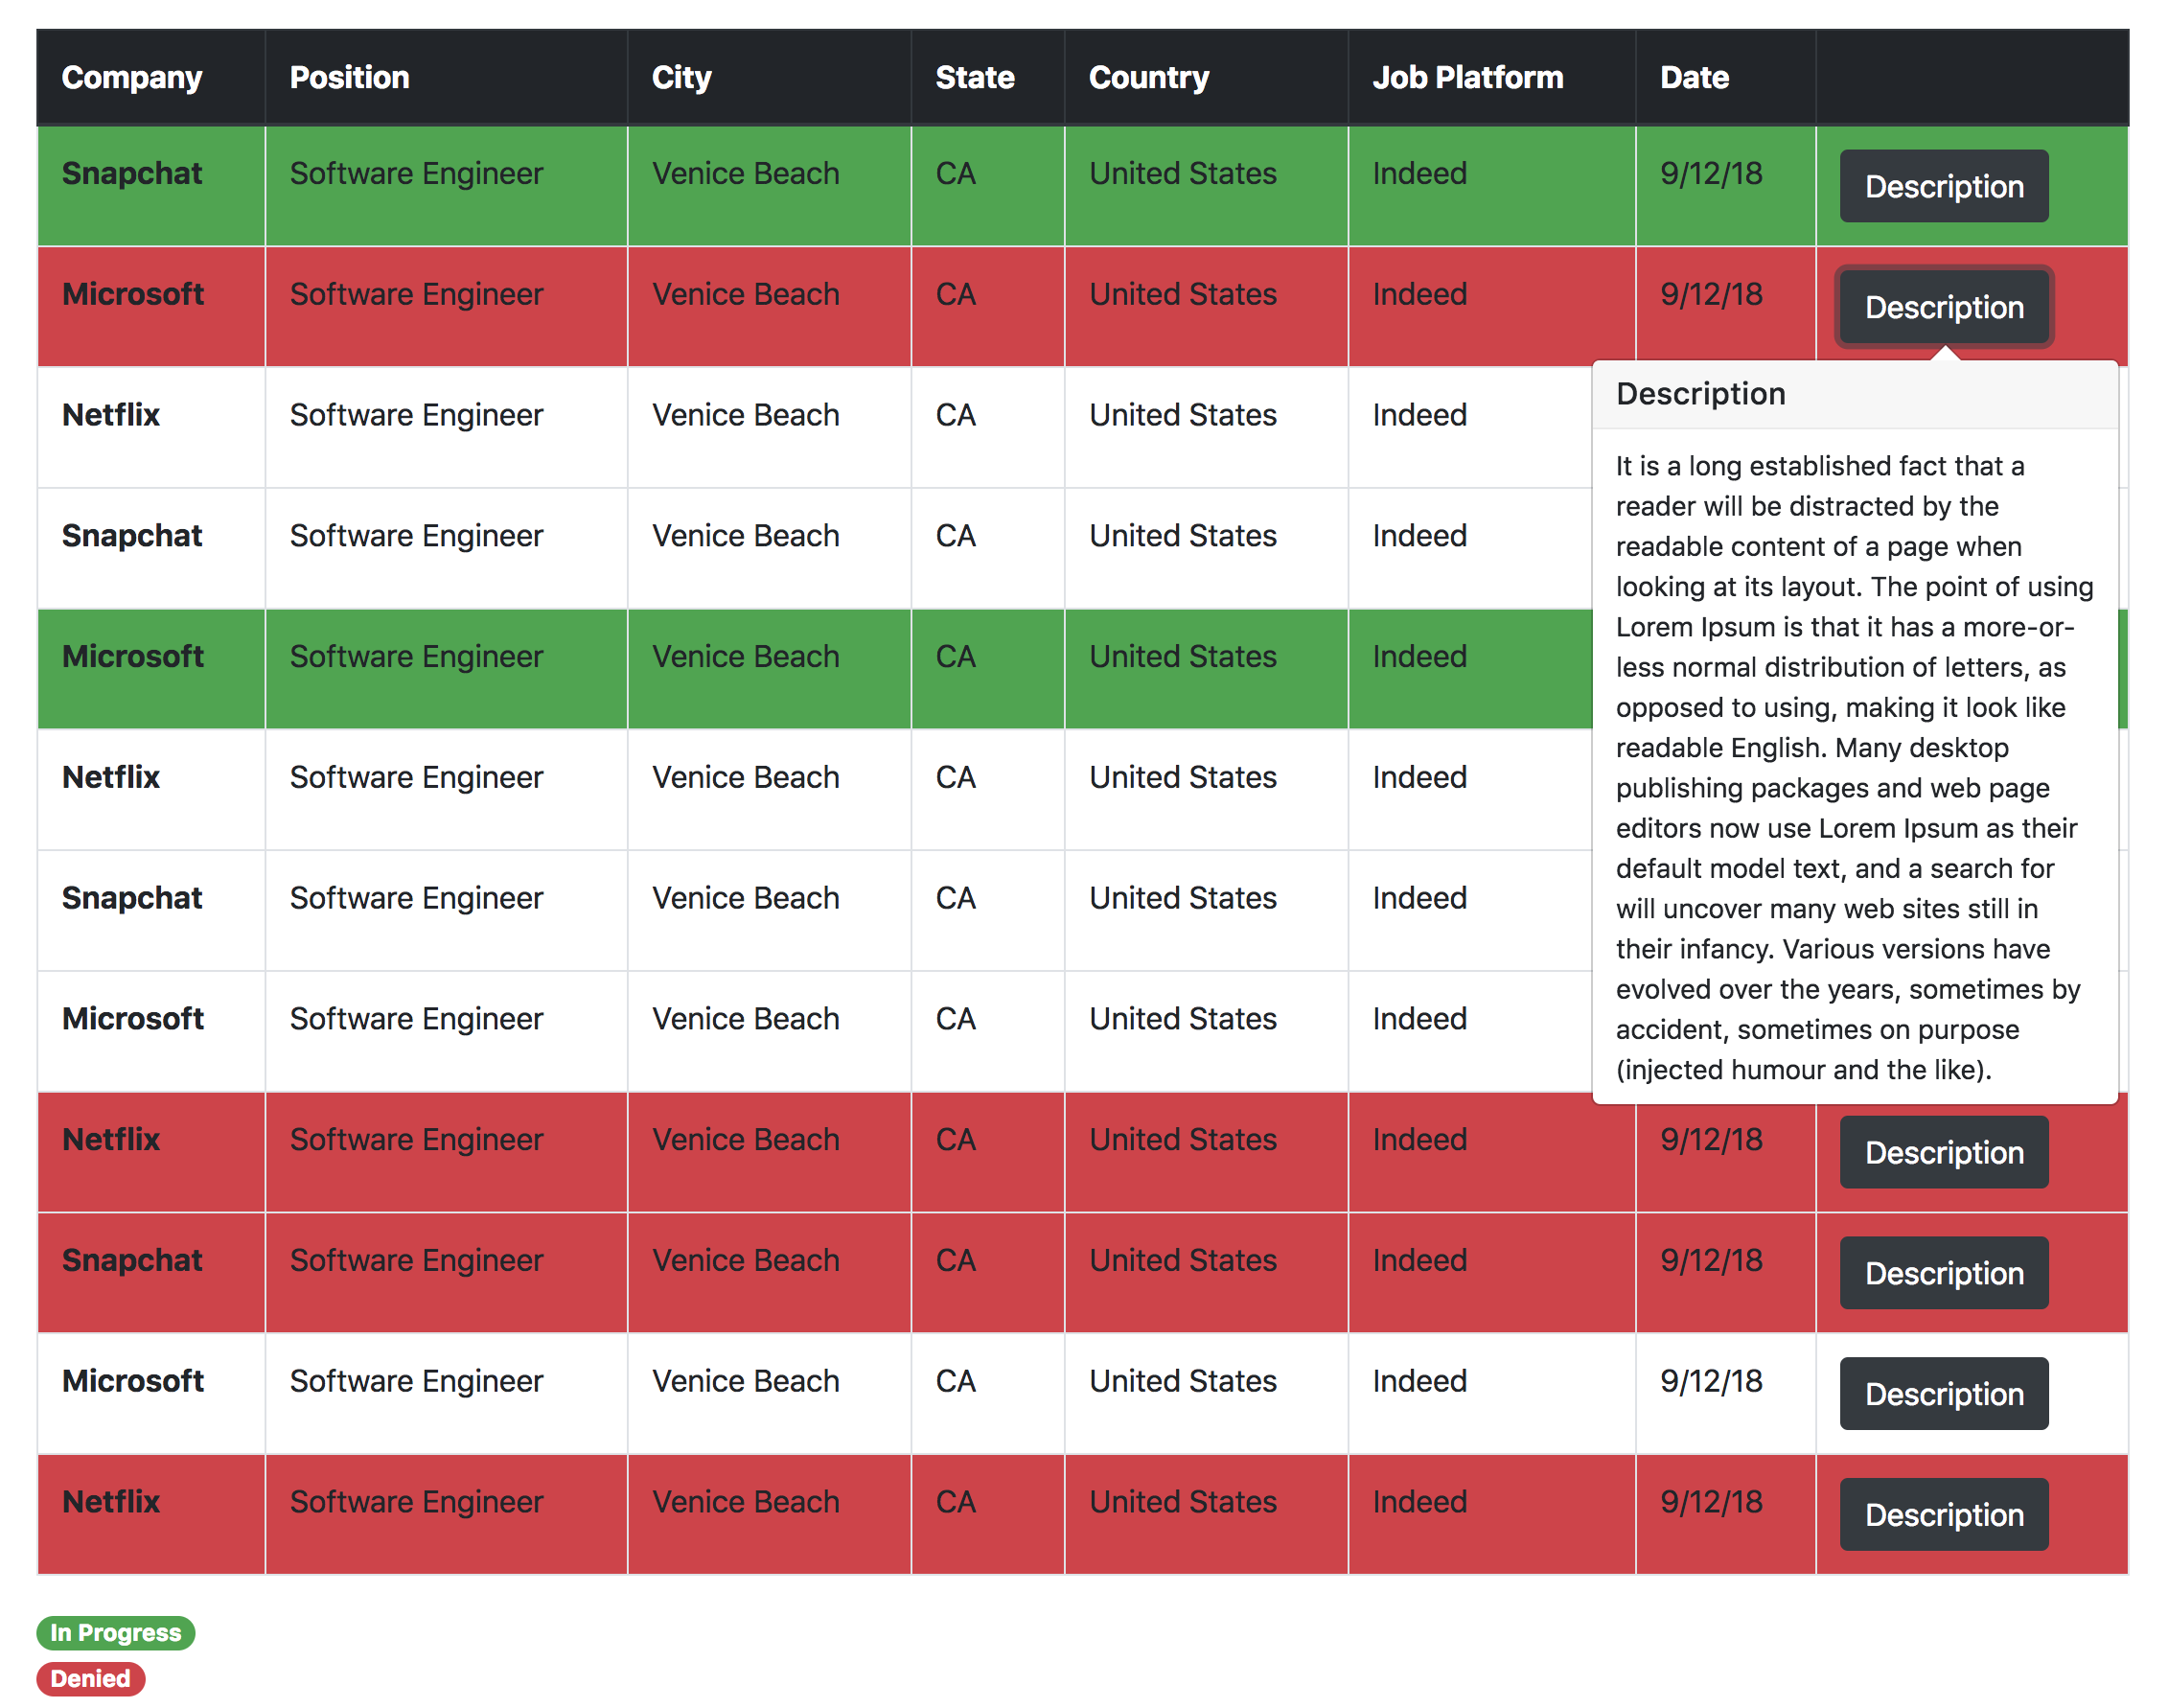 Company Position City State Country Job Platform Date
Snapchat Software Engineer Venice Beach CA United States Indeed 9/12/18 Description
Microsoft Software Engineer Venice Beach CA United States Indeed 9/12/18 Description
Netflix Software Engineer Venice Beach CA United States Indeed
Snapchat Software Engineer Venice Beach CA United States Indeed
Microsoft Software Engineer Venice Beach CA United States Indeed
Netflix Software Engineer Venice Beach CA United States Indeed
Snapchat Software Engineer Venice Beach CA United States Indeed
Microsoft Software Engineer Venice Beach CA United States Indeed
Description
It is a long established fact that a
reader will be distracted by the
readable content of a page when
looking at its layout. The point of using
Lorem Ipsum is that it has a more-or-
less normal distribution of letters, as
opposed to using, making it look like
readable English. Many desktop
publishing packages and web page
editors now use Lorem Ipsum as their
default model text, and a search for
will uncover many web sites still in
their infancy. Various versions have
evolved over the years, sometimes by
accident, sometimes on purpose
(injected humour and the like).
Netflix Software Engineer Venice Beach CA United States Indeed 9/12/18 Description
Snapchat Software Engineer Venice Beach CA United States Indeed 9/12/18 Description
Microsoft Software Engineer Venice Beach CA United States Indeed 9/12/18 Description
Netflix Software Engineer Venice Beach CA United States Indeed 9/12/18 Description
In Progress
Denied